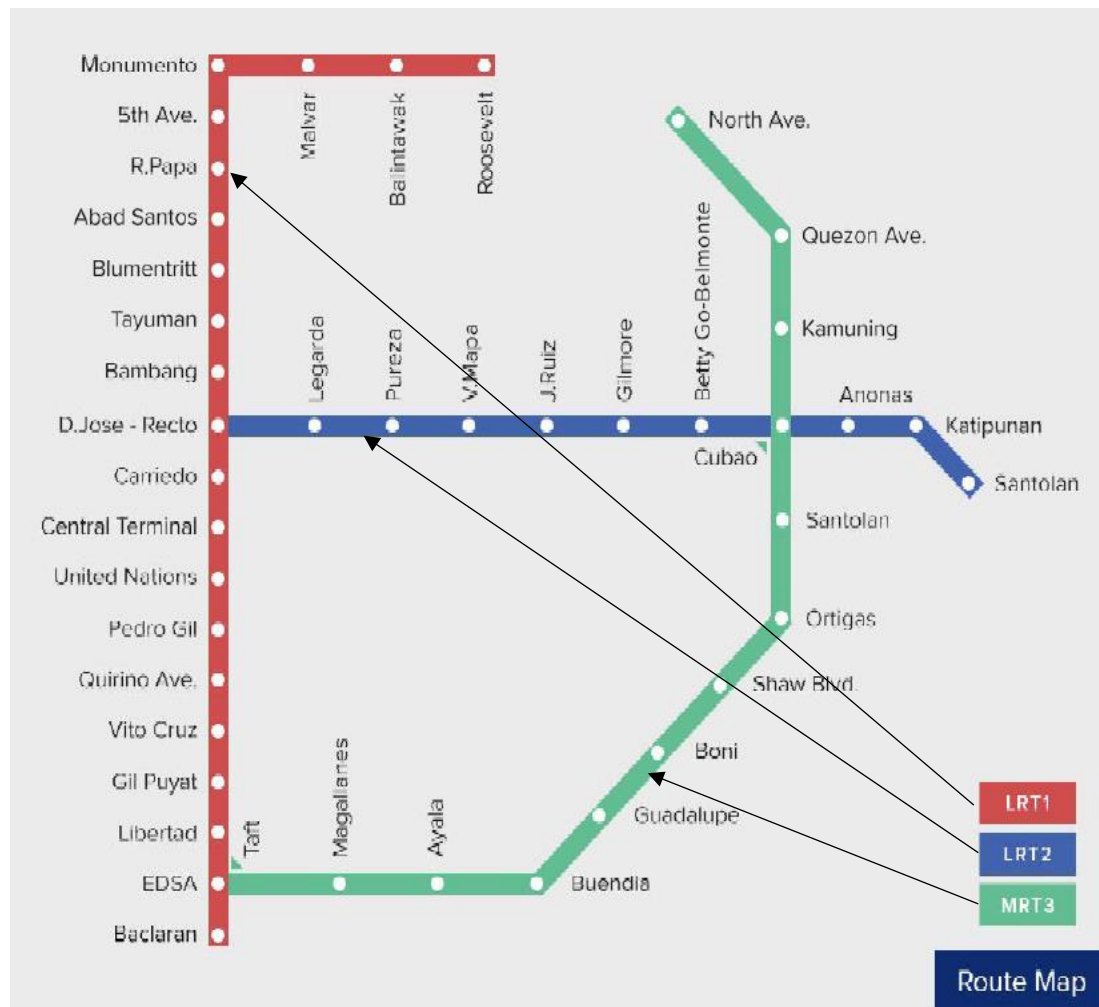 Monumento
5th Ave.
R.Papa
Abad Santos
Blumentritt
Tayuman
Bambang
D.Jose - Recto
Carriedo
Central Terminal
United Nations
Pedro Gil
Quirino Ave.
Vito Cruz
Gil Puyat
Libertad
EDSA
Baclaran
Malvar
Balintawak
Roosevelt
Legarda
Pureza
V.Mapa
J.Ruiz
Gilmore
Betty Go-Belmonte
Cubao
Anonas
Katipunan
Santolan
North Ave.
Quezon Ave.
Kamuning
Santolan
Ortigas
Shaw Blvd.
Boni
Guadalupe
Buendia
Ayala
Magallanes
Taft
LRT1
LRT2
MRT3
Route Map